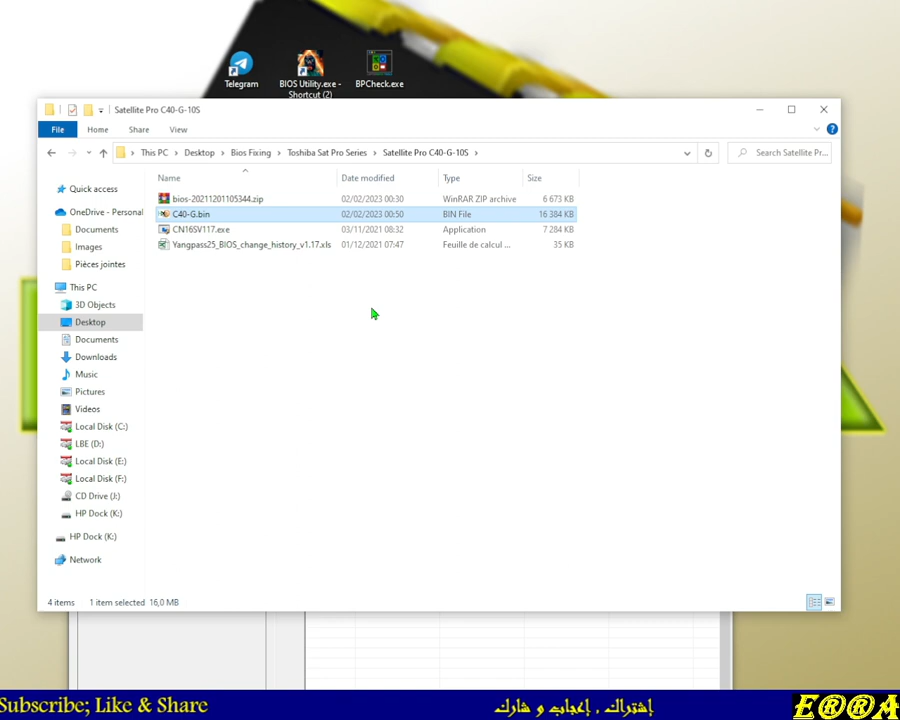 Telegram
BIOS Utility.exe -
Shortcut (2)
BPCheck.exe
Satellite Pro C40-G-10S
File Home Share View
This PC Desktop Bios Fixing Toshiba Sat Pro Series Satellite Pro C40-G-10S
Search Satellite Pr...
Name Date modified Type Size
bios-20211201105344.zip 02/02/2023 00:30 WinRAR ZIP archive 6 673 KB
C40-G.bin 02/02/2023 00:50 BIN File 16 384 KB
CN16SV117.exe 03/11/2021 08:32 Application 7 284 KB
Yangpass25_BIOS_change_history_v1.17.xls 01/12/2021 07:47 Feuille de calcul ... 35 KB
Quick access
OneDrive - Personal
Documents
Images
Pièces jointes
This PC
3D Objects
Desktop
Documents
Downloads
Music
Pictures
Videos
Local Disk (C:)
LBE (D:)
Local Disk (E:)
Local Disk (F:)
CD Drive (J:)
HP Dock (K:)
HP Dock (K:)
Network
4 items 1 item selected 16,0 MB
Subscribe; Like & Share إشتراك , إعجاب و شارك E®®A